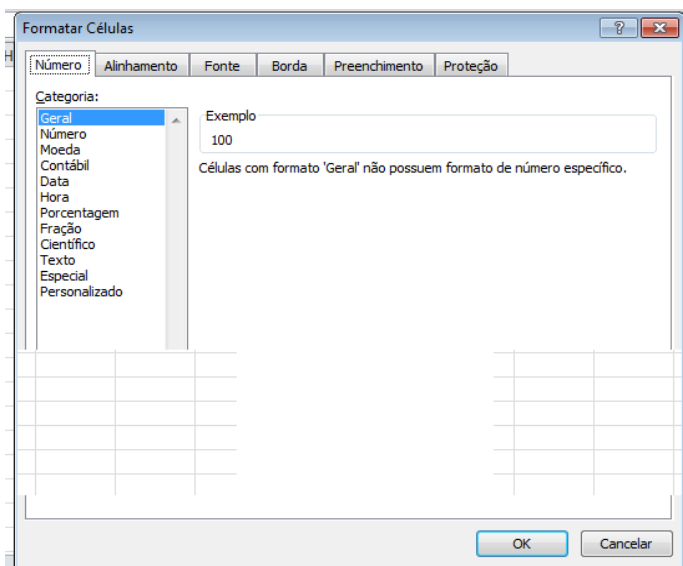 Formatar Células
H
Número Alinhamento Fonte Borda Preenchimento Proteção
Categoria:
Geral
Número
Moeda
Contábil
Data
Hora
Porcentagem
Fração
Científico
Texto
Especial
Personalizado
Exemplo
100
Células com formato 'Geral' não possuem formato de número específico.
OK Cancelar